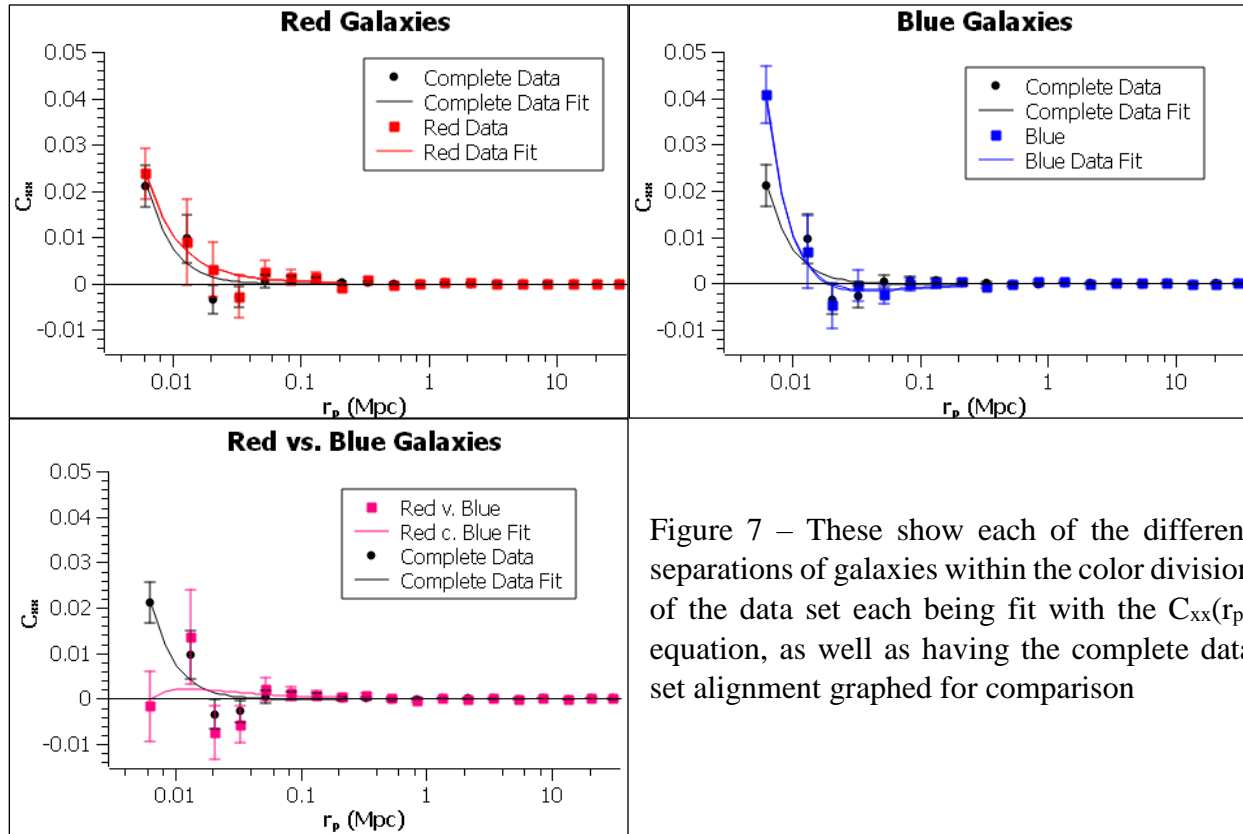 Red Galaxies
0.05
0.04
0.03
0.02
0.01
0
-0.01
Cxx
Complete Data
Complete Data Fit
Red Data
Red Data Fit
0.01
0.1
1
10
r_p (Mpc)
Blue Galaxies
0.05
0.04
0.03
0.02
0.01
0
-0.01
Cxx
Complete Data
Complete Data Fit
Blue
Blue Data Fit
0.01
0.1
1
10
r_p (Mpc)
Red vs. Blue Galaxies
0.05
0.04
0.03
0.02
0.01
0
-0.01
Cxx
Red v. Blue
Red c. Blue Fit
Complete Data
Complete Data Fit
0.01
0.1
1
10
r_p (Mpc)
Figure 7 – These show each of the different
separations of galaxies within the color division
of the data set each being fit with the Cxx(rp
equation, as well as having the complete data
set alignment graphed for comparison